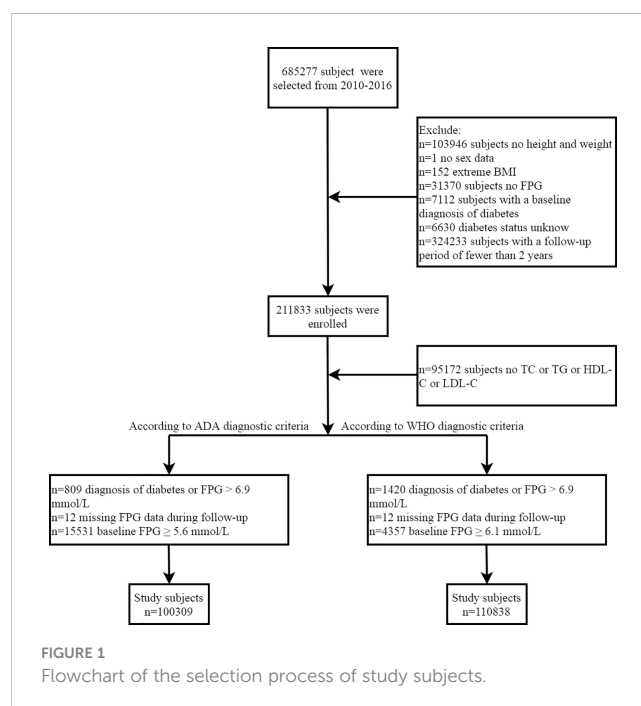 685277 subject were
selected from 2010-2016
Exclude:
n=103946 subjects no height and weight
n=1 no sex data
n=152 extreme BMI
n=31370 subjects no FPG
n=7112 subjects with a baseline
diagnosis of diabetes
n=6630 diabetes status unknow
n=324233 subjects with a follow-up
period of fewer than 2 years
211833 subjects were
enrolled
n=95172 subjects no TC or TG or HDL-
C or LDL-C
According to ADA diagnostic criteria
According to WHO diagnostic criteria
n=809 diagnosis of diabetes or FPG > 6.9
mmol/L
n=12 missing FPG data during follow-up
n=15531 baseline FPG ≥ 5.6 mmol/L
n=1420 diagnosis of diabetes or FPG > 6.9
mmol/L
n=12 missing FPG data during follow-up
n=4357 baseline FPG ≥ 6.1 mmol/L
Study subjects
n=100309
Study subjects
n=110838
FIGURE 1
Flowchart of the selection process of study subjects.